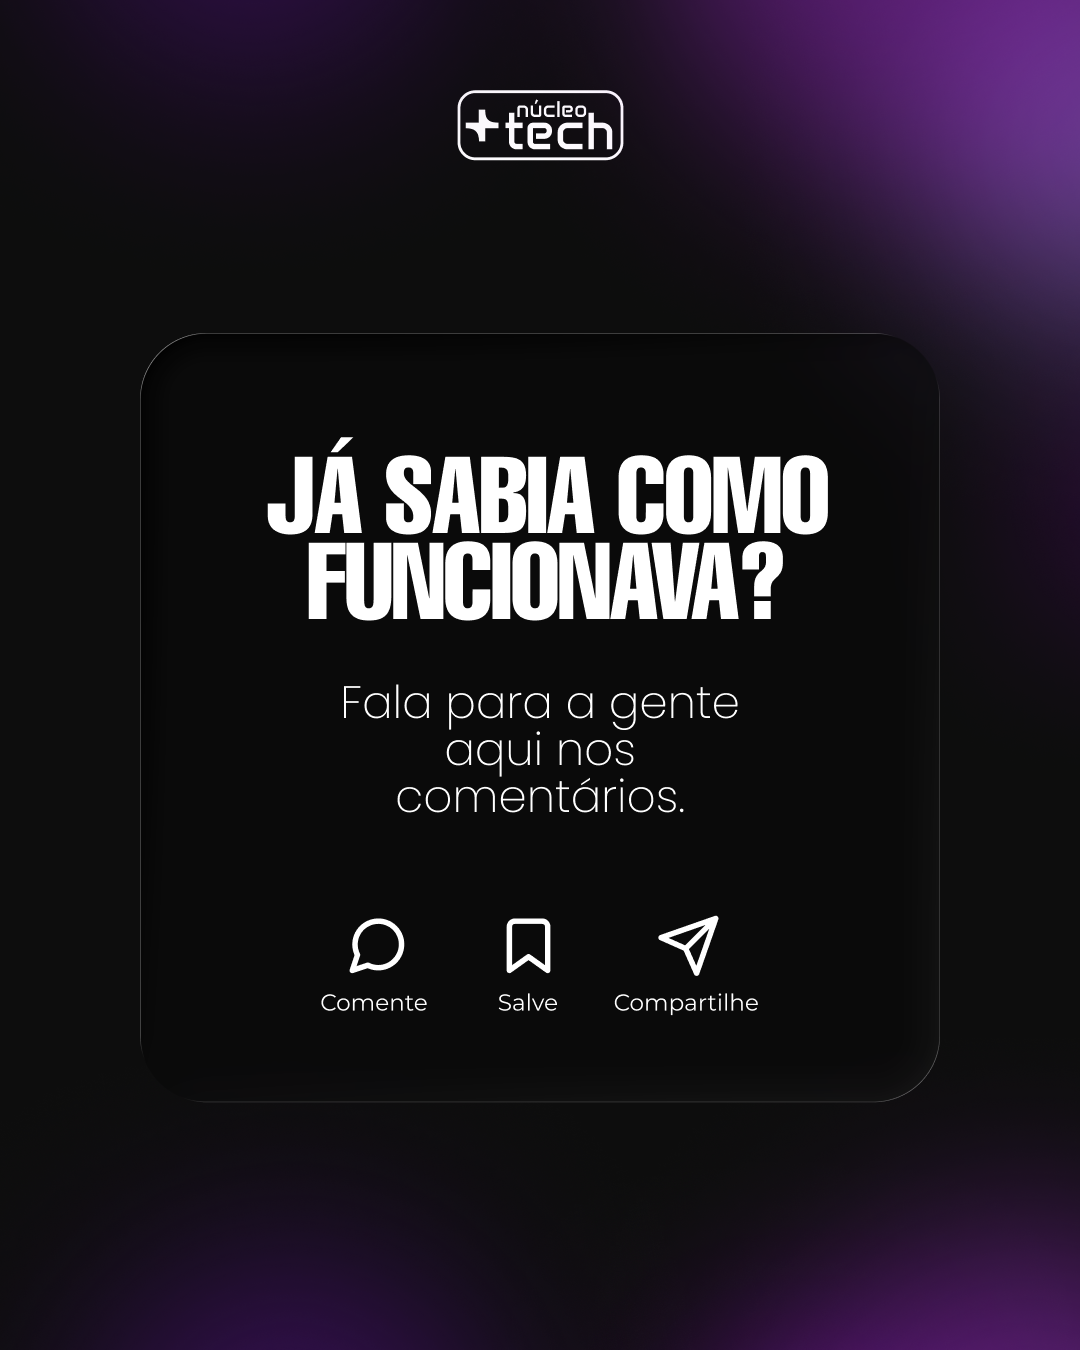 núcleo
tech
JÁ SABIA COMO
FUNCIONAVA?
Fala para a gente
aqui nos
comentários.
Comente Salve Compartilhe